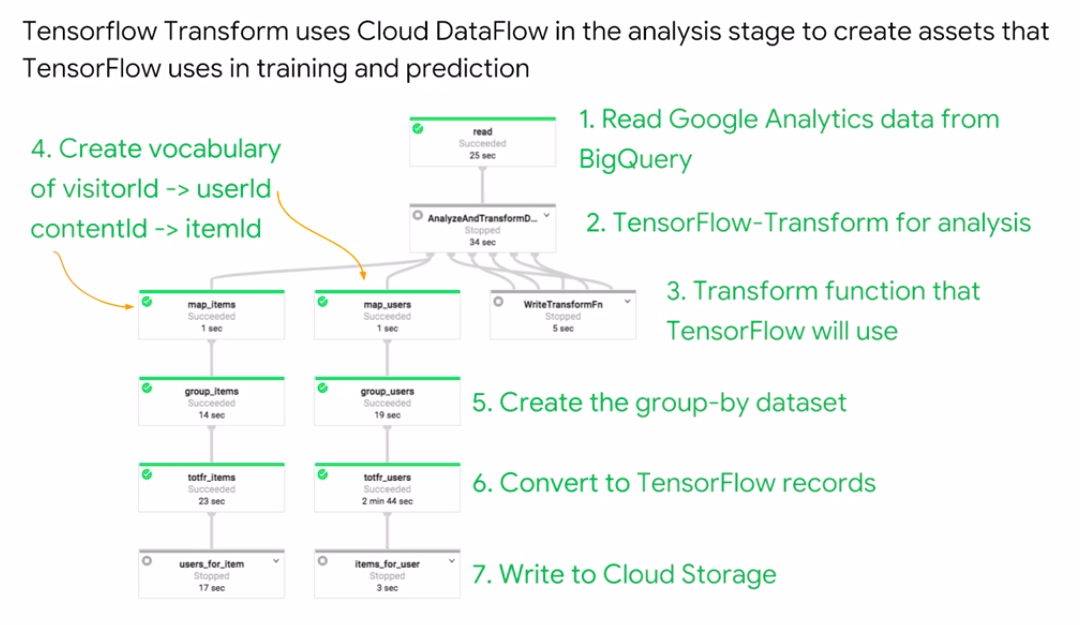 Tensorflow Transform uses Cloud DataFlow in the analysis stage to create assets that
TensorFlow uses in training and prediction
4. Create vocabulary
of visitorId -> userId
contentId -> itemId
read
Succeeded
25 sec
1. Read Google Analytics data from
BigQuery
AnalyzeAndTransformD...
Stopped
34 sec
2. TensorFlow-Transform for analysis
map_items
Succeeded
1 sec
map_users
Succeeded
1 sec
WriteTransformFn
Stopped
5 sec
3. Transform function that
TensorFlow will use
group_items
Succeeded
14 sec
group_users
Succeeded
19 sec
5. Create the group-by dataset
totfr_items
Succeeded
23 sec
totfr_users
Succeeded
2 min 44 sec
6. Convert to TensorFlow records
users_for_item
Stopped
17 sec
items_for_user
Stopped
3 sec
7. Write to Cloud Storage